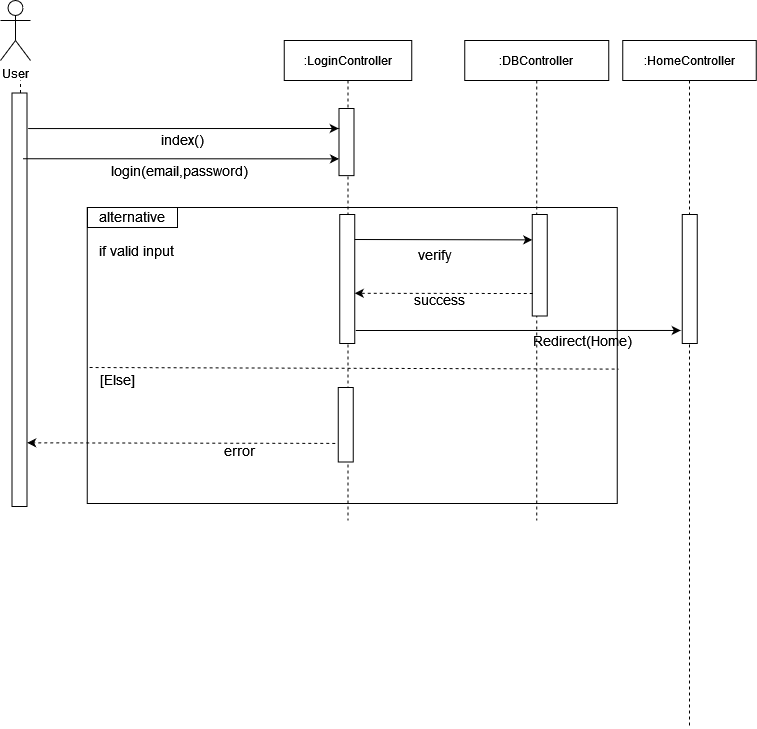 User
:LoginController
:DBController
:HomeController
index()
login(email,password)
alternative
if valid input
verify
success
Redirect(Home)
[Else]
error